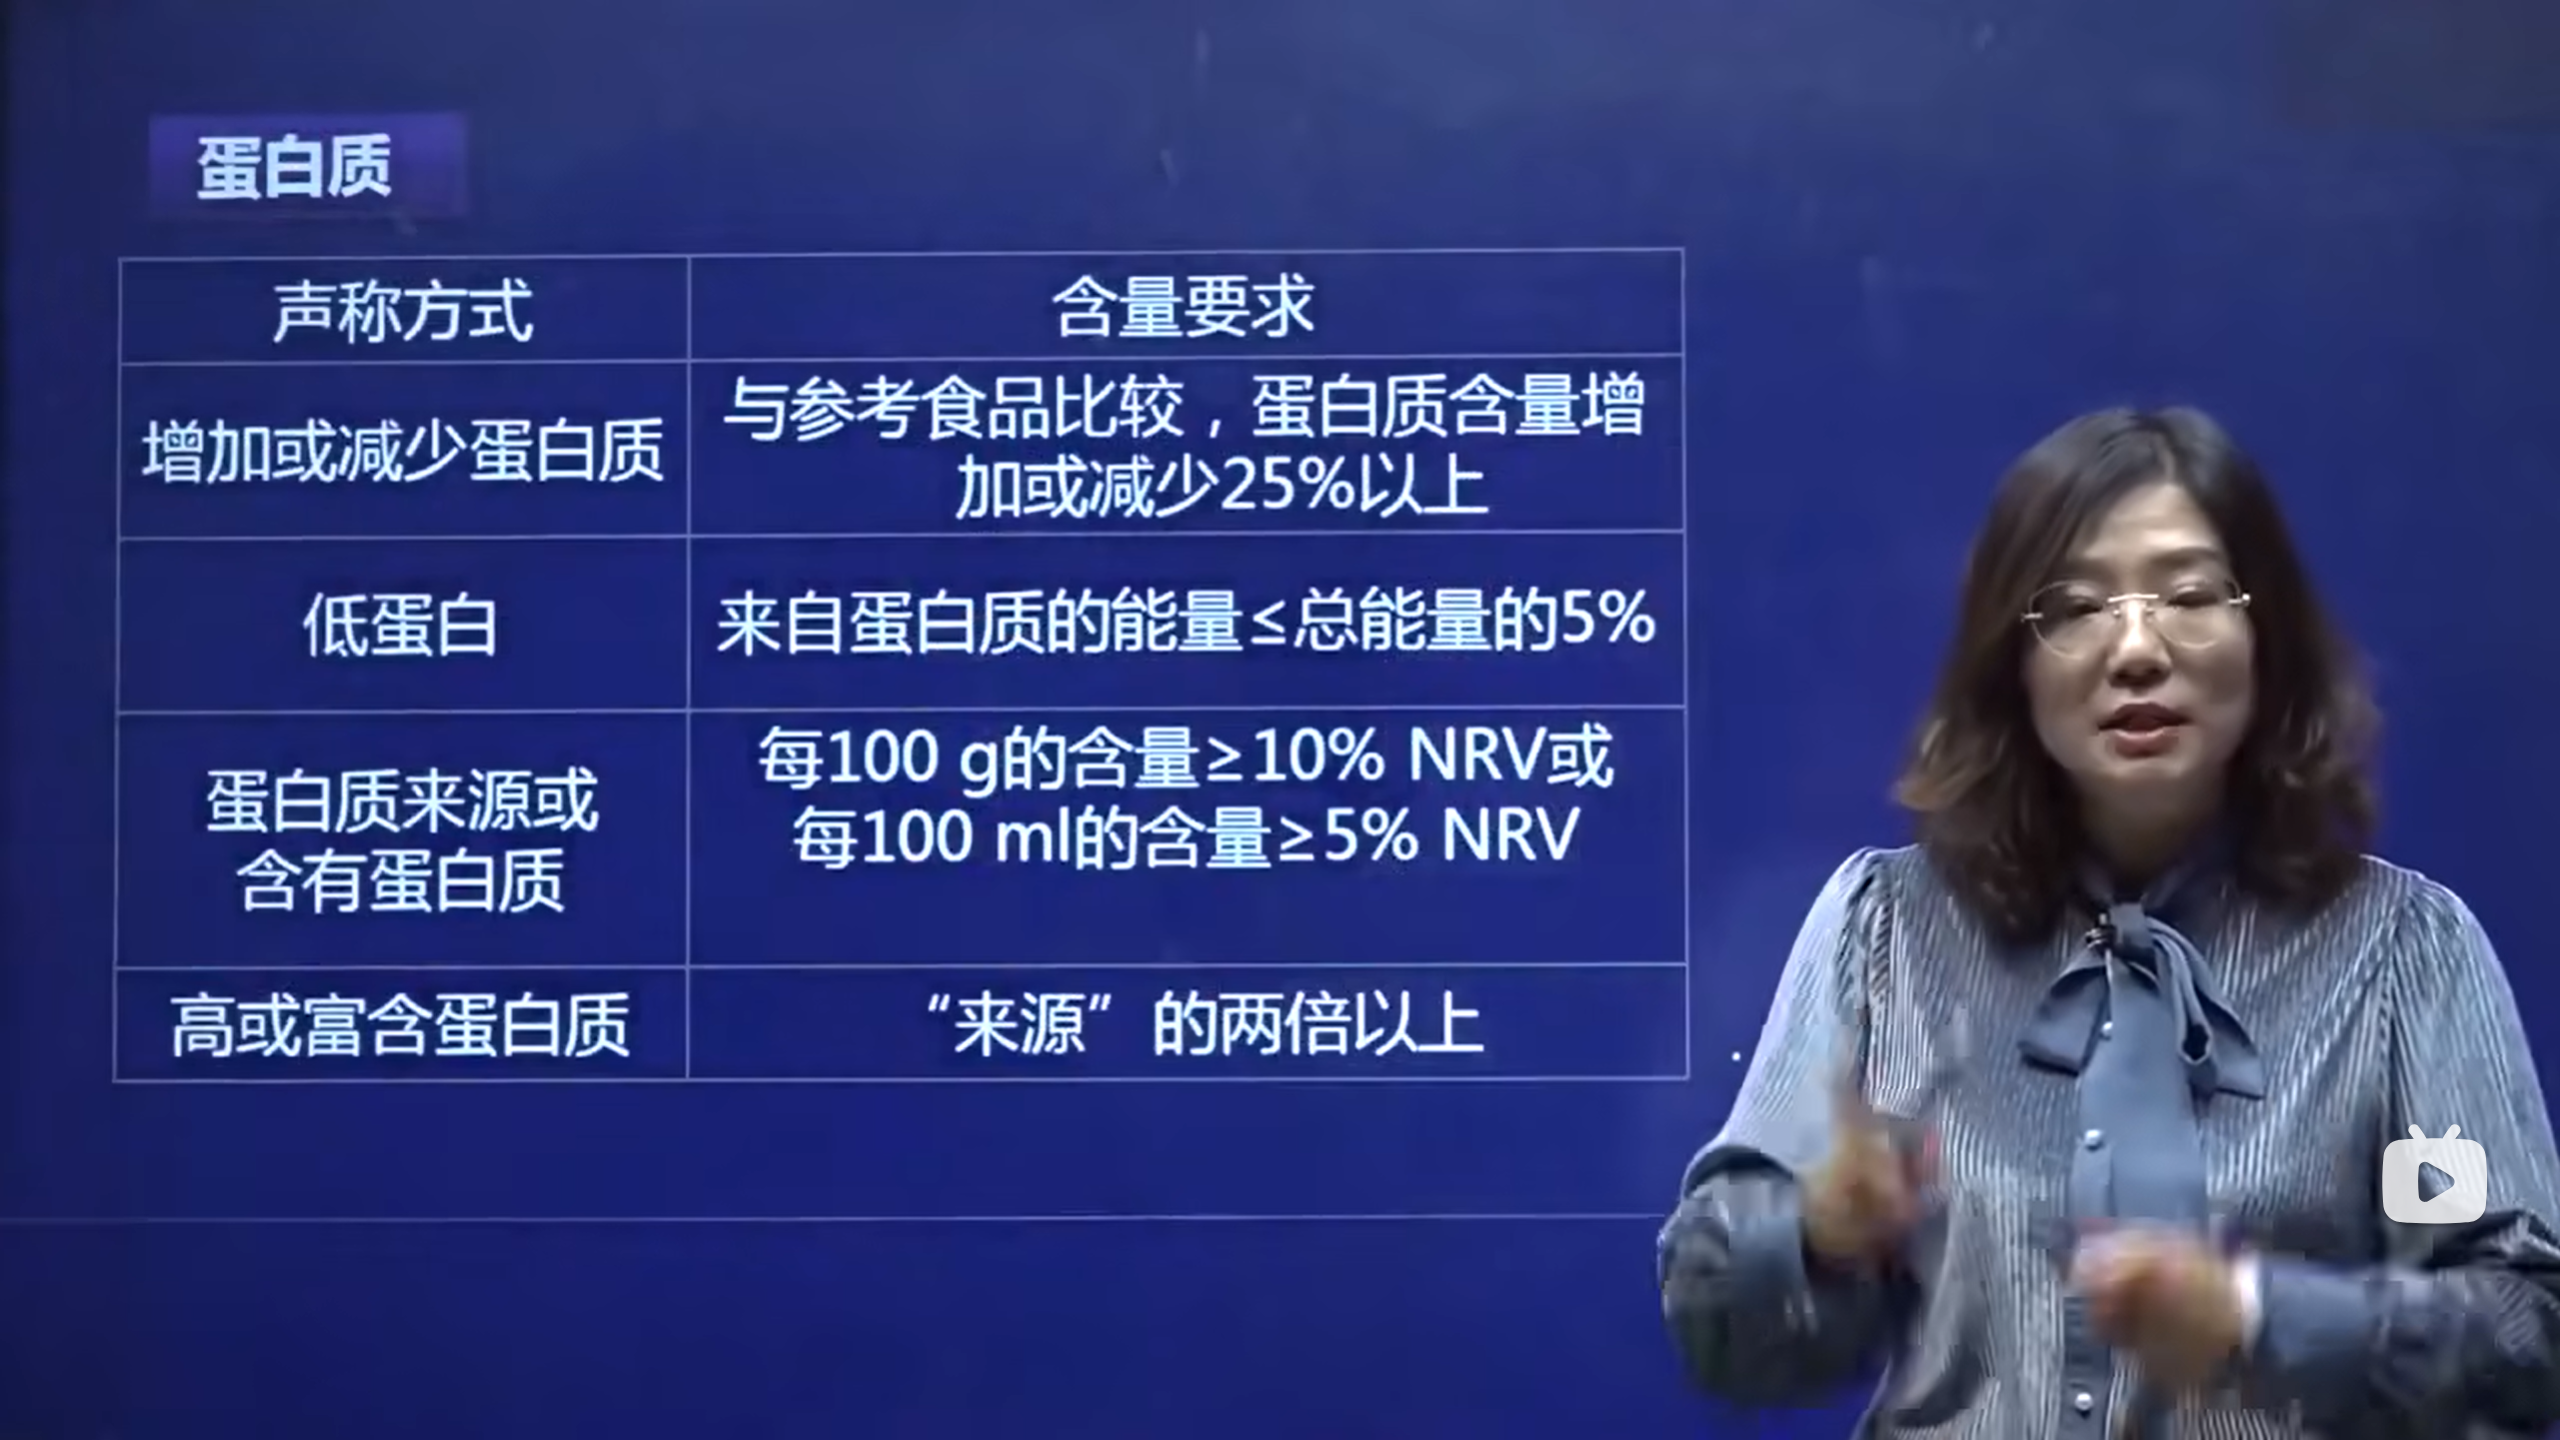 蛋白质
声称方式
含量要求
增加或减少蛋白质
与参考食品比较，蛋白质含量增
加或减少25%以上
低蛋白
来自蛋白质的能量≤总能量的5%
蛋白质来源或
含有蛋白质
每100 g的含量≥10% NRV或
每100 ml的含量≥5% NRV
高或富含蛋白质
“来源”的两倍以上